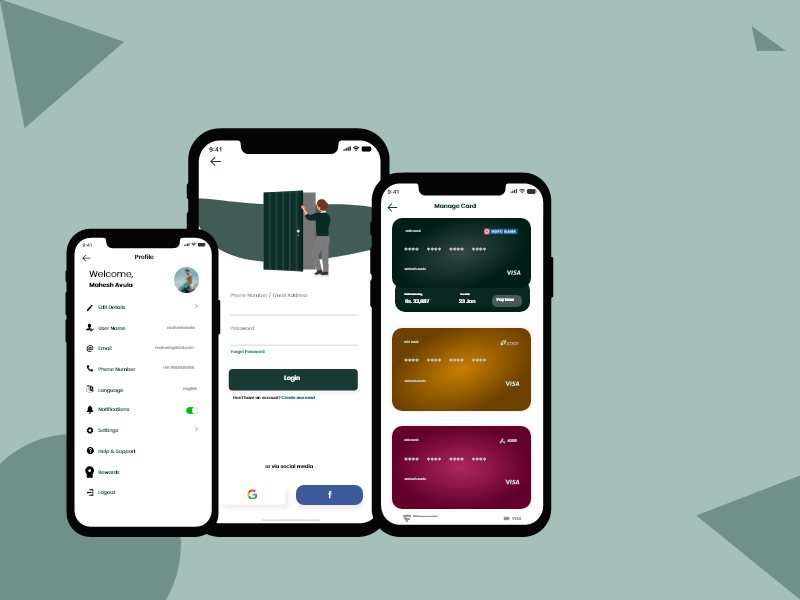 9:41
Profile
Welcome,
Mahesh Avula
Edit Details
User Name
maheshavula
Email
Phone Number
Language
English
Notifications
Settings
Help & Support
Rewards
Logout
9:41
Phone Number / Email Address
Password
Forgot Password?
Login
Don't have an account? Create one now!
or via social media
G
f
9:41
Manage Card
HDFC BANK
VISA
Rs. 32,687
23 Jan
Pay Now
VISA
AXIS
VISA
VISA